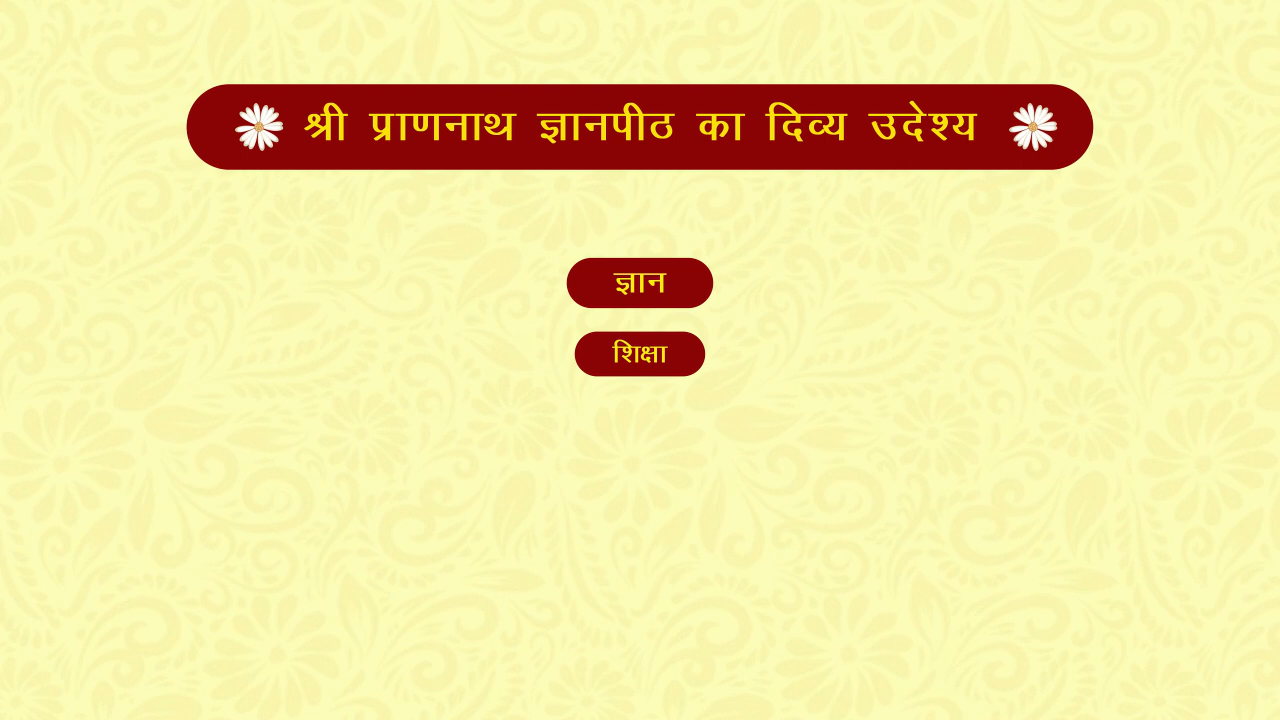 श्री प्राणनाथ ज्ञानपीठ का दिव्य उदेश्य
ज्ञान
शिक्षा